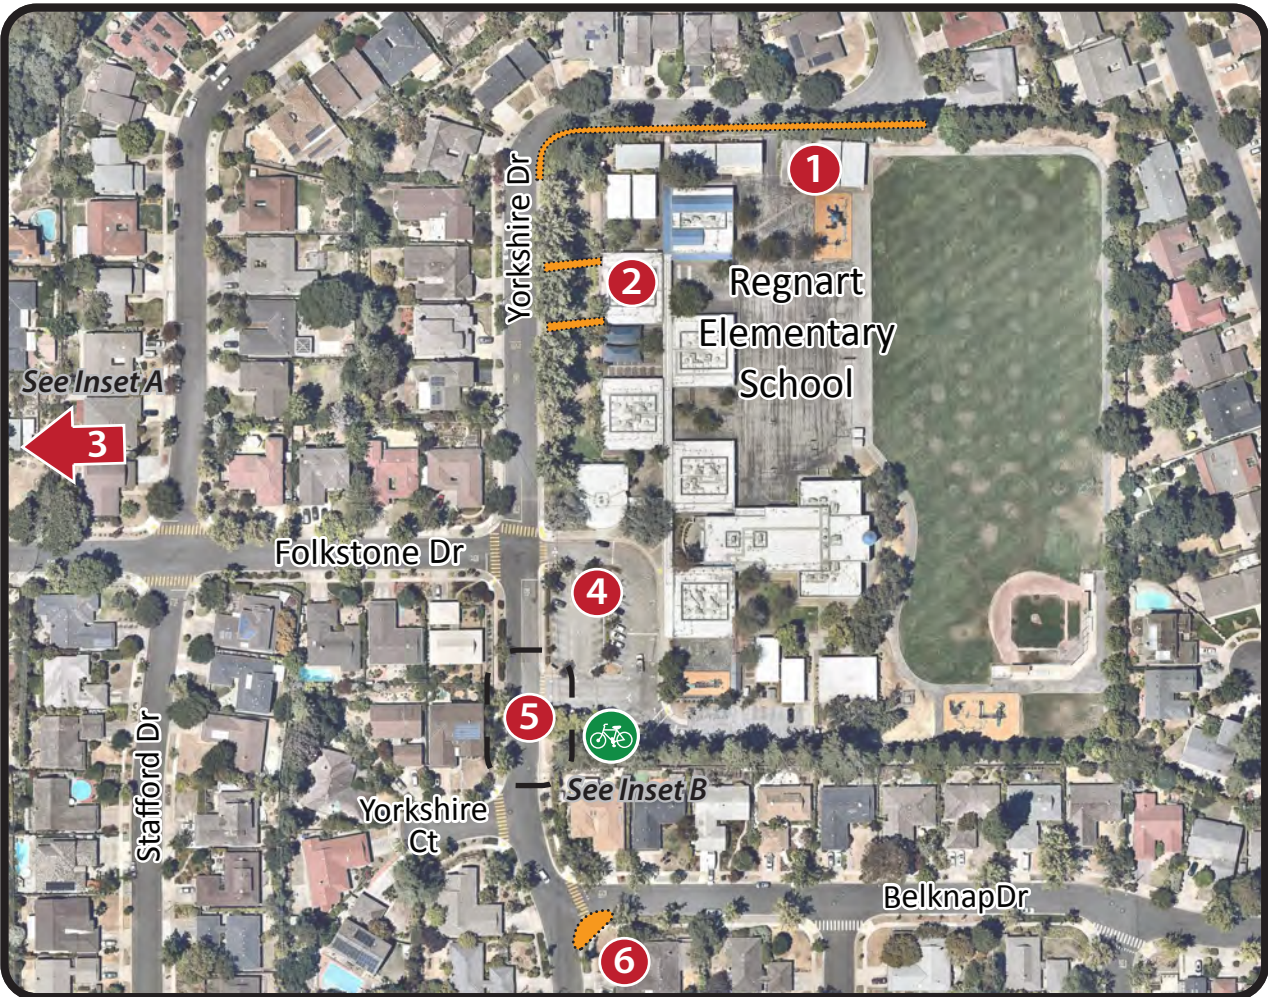 1
Yorkshire Dr
2
Regnart
Elementary
School
See Inset A
3
Folkstone Dr
4
5
See Inset B
Yorkshire
Ct
Stafford Dr
BelknapDr
6